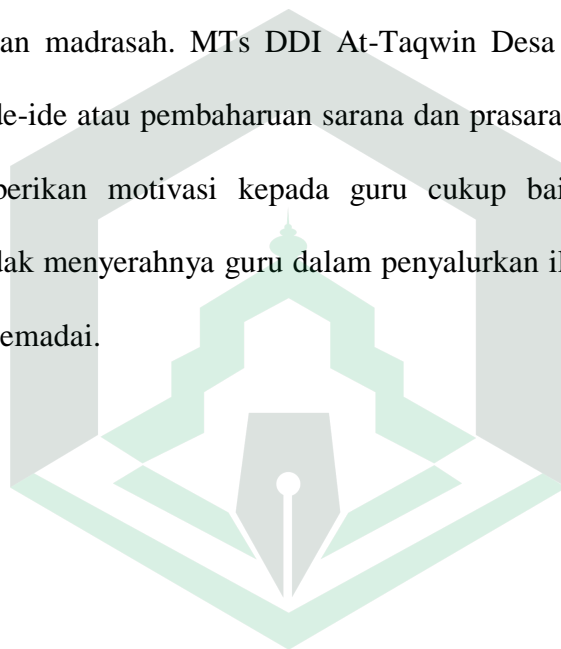 an madrasah. MTs DDI At-Taqwin Desa
de-ide atau pembaharuan sarana dan prasara
berikan motivasi kepada guru cukup bai
dak menyerahnya guru dalam penyalurkan il
emadai.